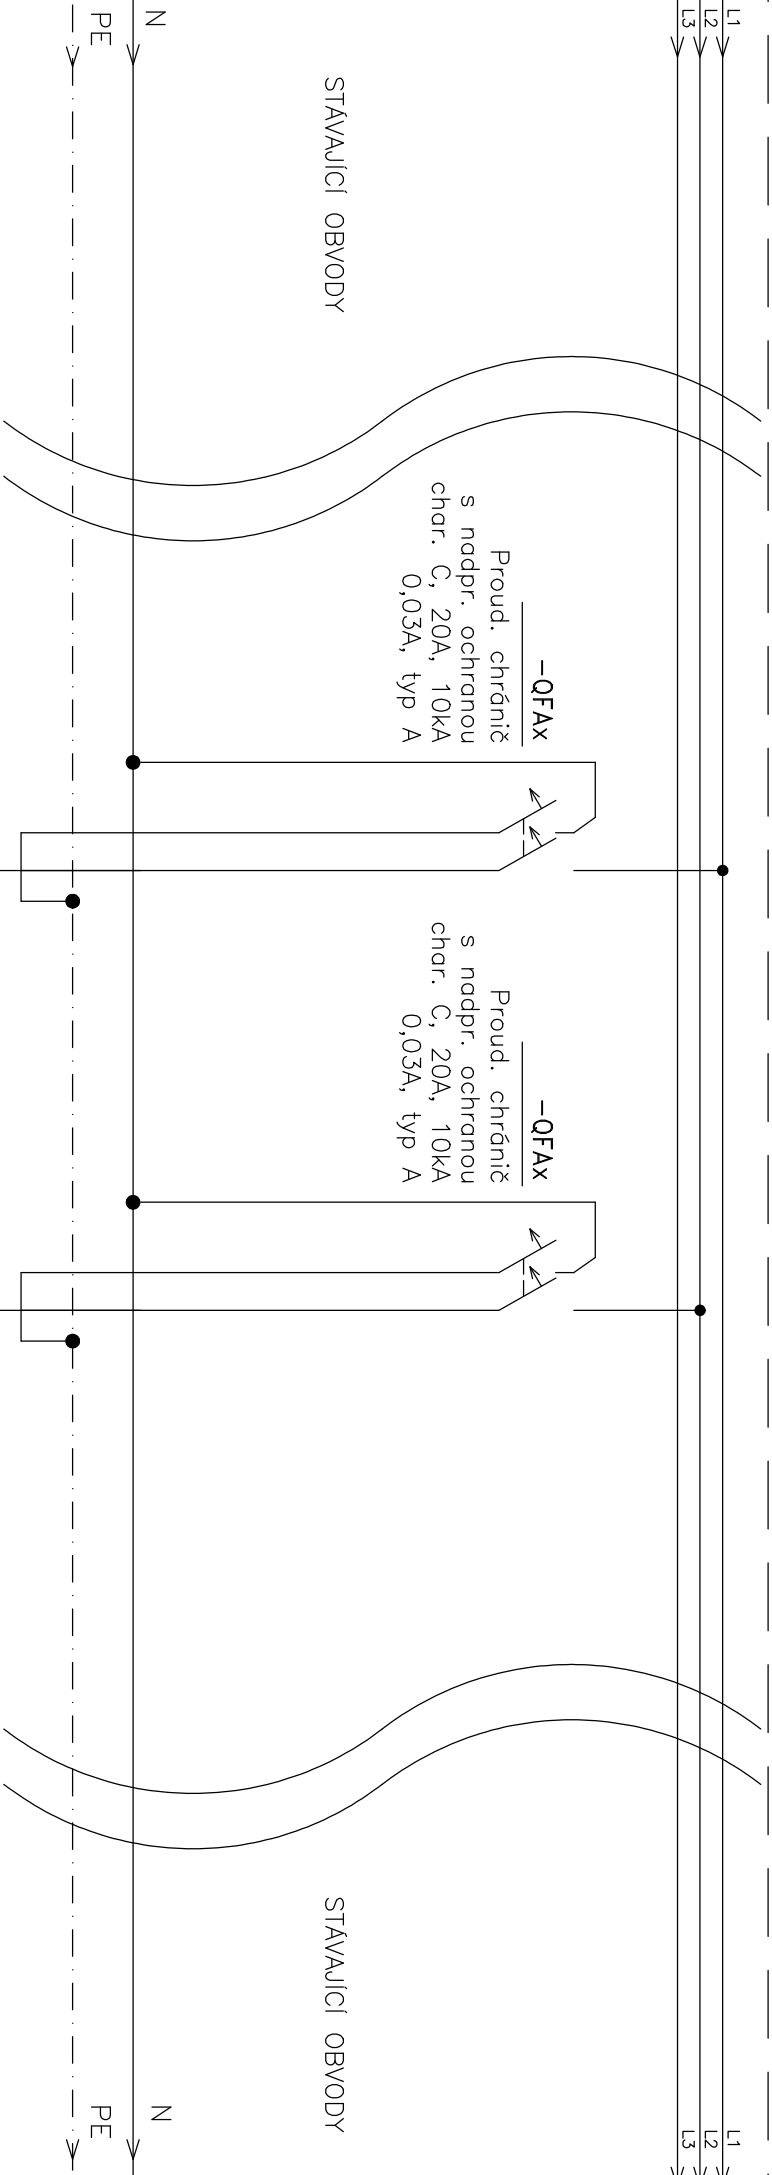 L1
L2
L3
N
PE
STÁVAJÍCÍ OBVODY
-QFAx
Proud. chránič
s nadpr. ochranou
char. C, 20A, 10kA
0,03A, typ A
-QFAx
Proud. chránič
s nadpr. ochranou
char. C, 20A, 10kA
0,03A, typ A
STÁVAJÍCÍ OBVODY
L1
L2
L3
N
PE